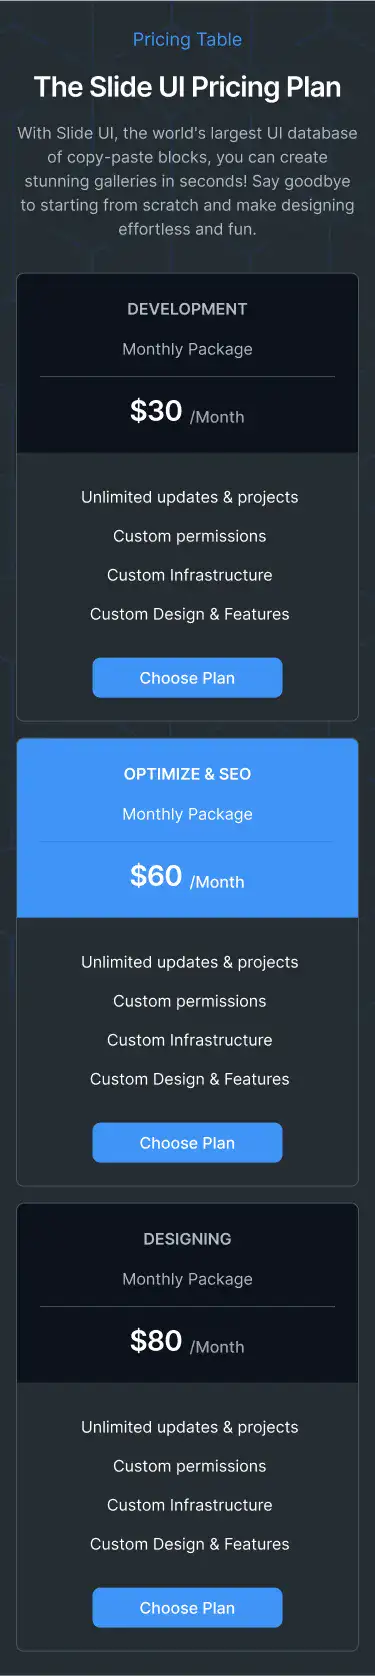 Pricing Table
The Slide UI Pricing Plan
With Slide UI, the world's largest UI database
of copy-paste blocks, you can create
stunning galleries in seconds! Say goodbye
to starting from scratch and make designing
effortless and fun.
DEVELOPMENT
Monthly Package
$30 /Month
Unlimited updates & projects
Custom permissions
Custom Infrastructure
Custom Design & Features
Choose Plan
OPTIMIZE & SEO
Monthly Package
$60 /Month
Unlimited updates & projects
Custom permissions
Custom Infrastructure
Custom Design & Features
Choose Plan
DESIGNING
Monthly Package
$80 /Month
Unlimited updates & projects
Custom permissions
Custom Infrastructure
Custom Design & Features
Choose Plan